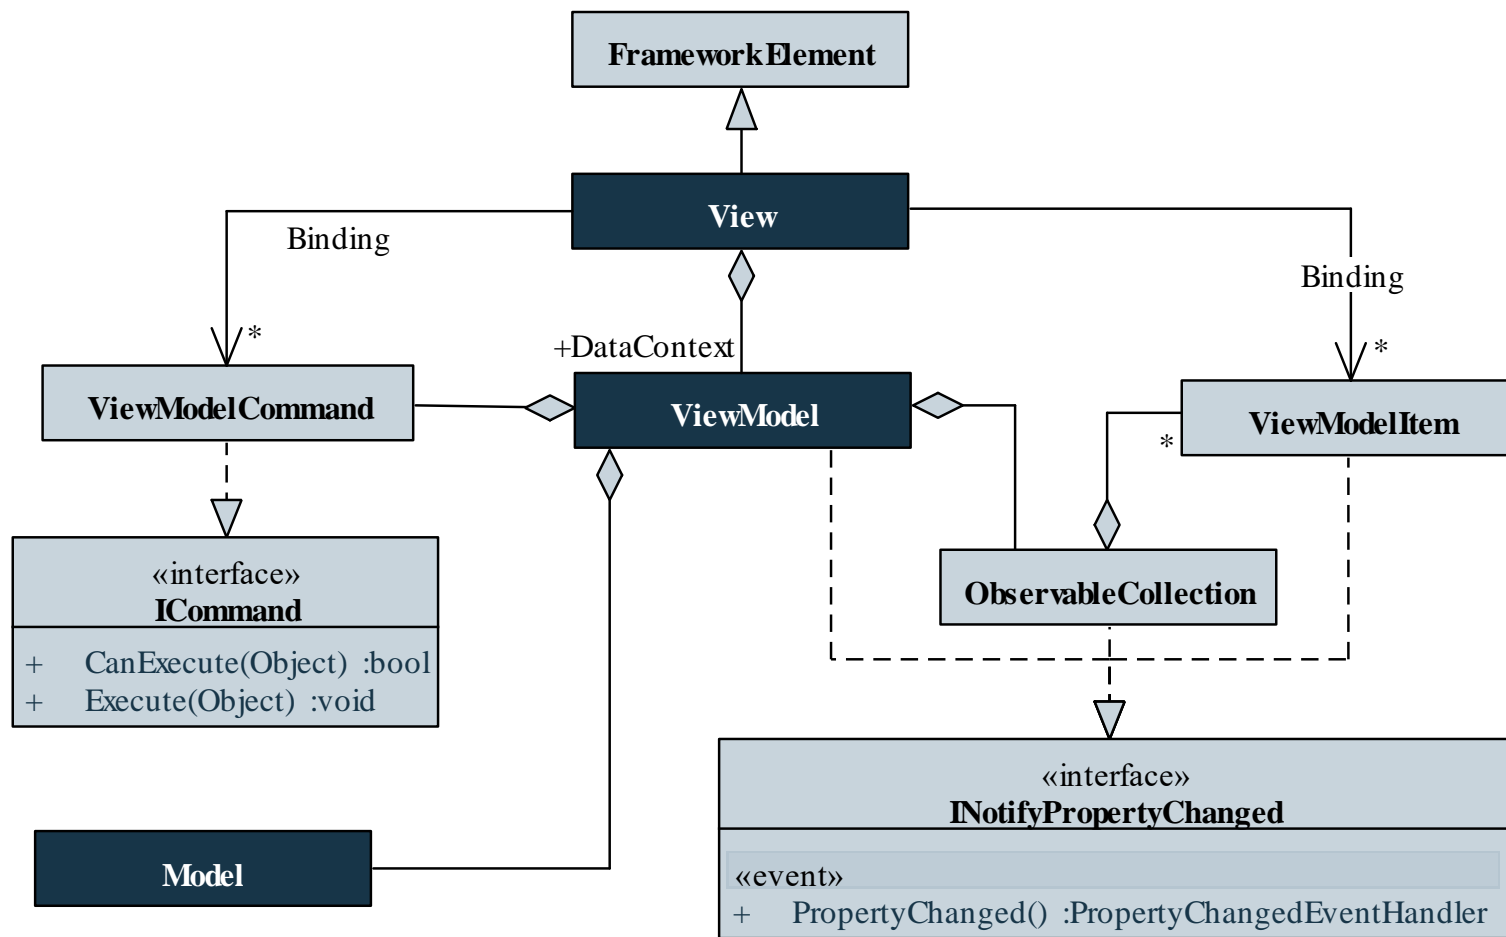 FrameworkElement
View
Binding
Binding
*
+DataContext
*
ViewModelCommand
ViewModel
ViewModelItem
*
«interface»
ICommand
+ CanExecute(Object) :bool
+ Execute(Object) :void
ObservableCollection
«interface»
INotifyPropertyChanged
Model
«event»
+ PropertyChanged() :PropertyChangedEventHandler